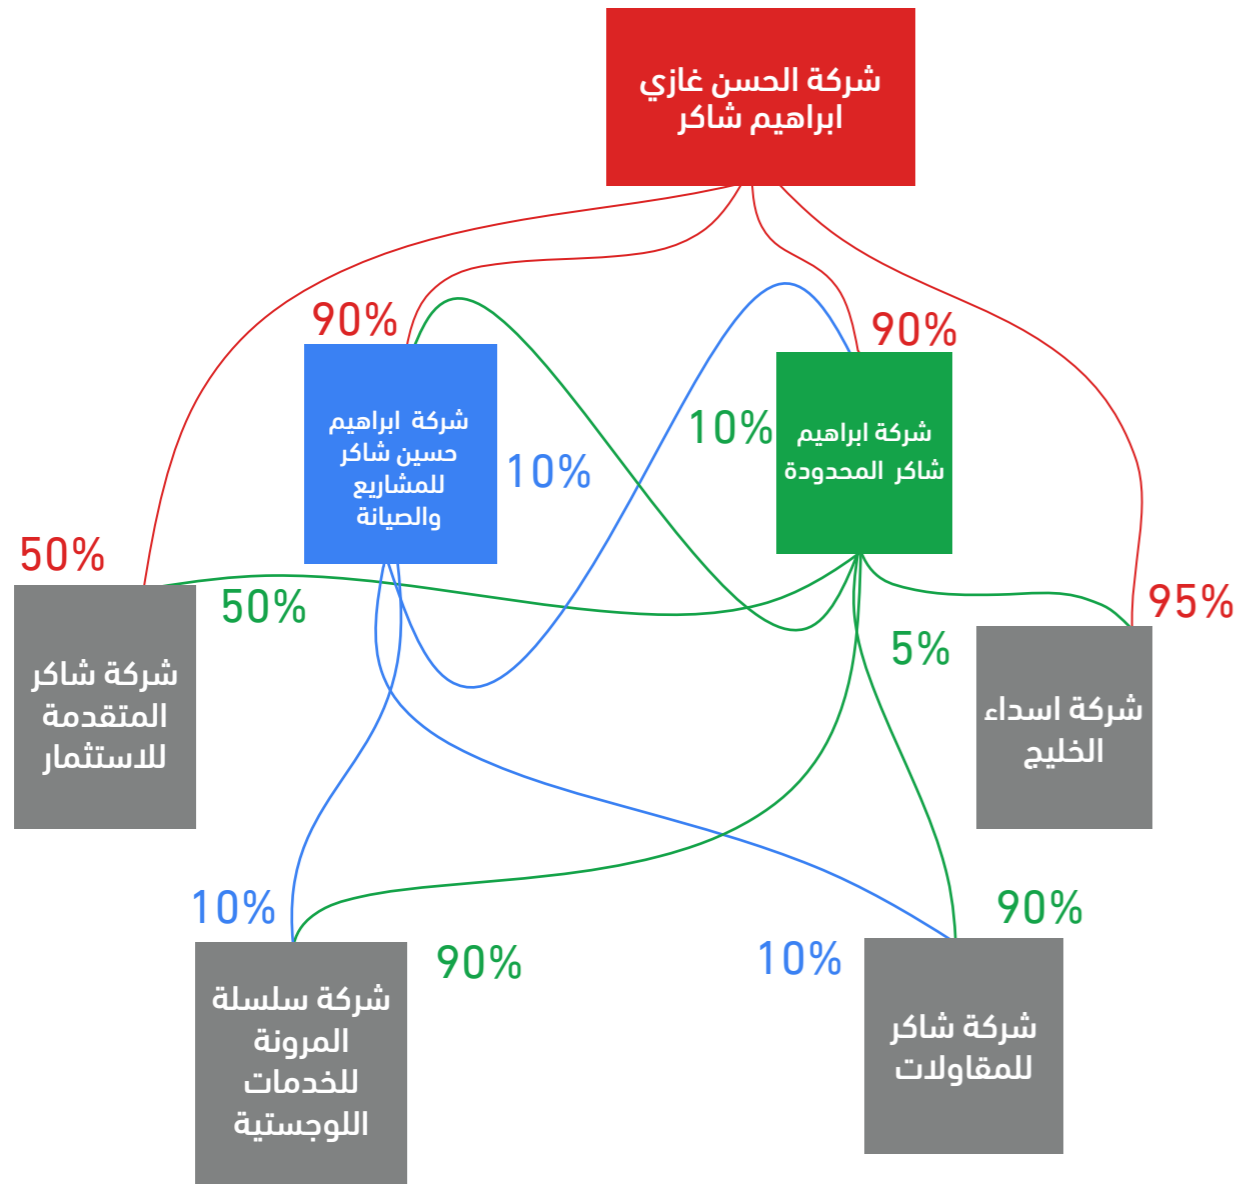 شركة الحسن غازي
ابراهيم شاكر
90%
90%
شركة ابراهيم
حسين شاكر
للمشاريع
والصيانة
10%
10%
شركة ابراهيم
شاكر المحدودة
50%
50%
95%
5%
شركة شاكر
المتقدمة
للاستثمار
شركة اسداء
الخليج
10%
90%
90%
10%
شركة سلسلة
المرونة
للخدمات
اللوجستية
شركة شاكر
للمقاولات